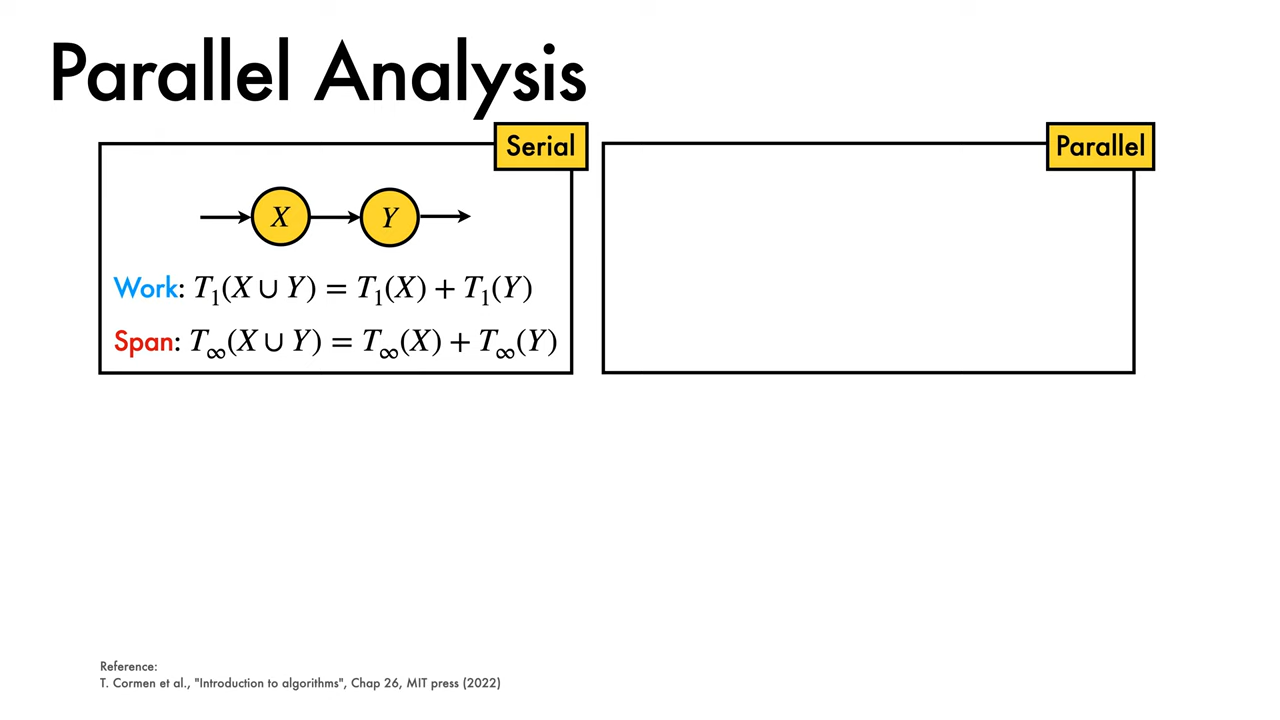 Parallel Analysis
Serial
X Y
Work: T₁(X ∪ Y) = T₁(X) + T₁(Y)
Span: T∞(X ∪ Y) = T∞(X) + T∞(Y)
Parallel
Reference:
T. Cormen et al., "Introduction to algorithms", Chap 26, MIT press (2022)